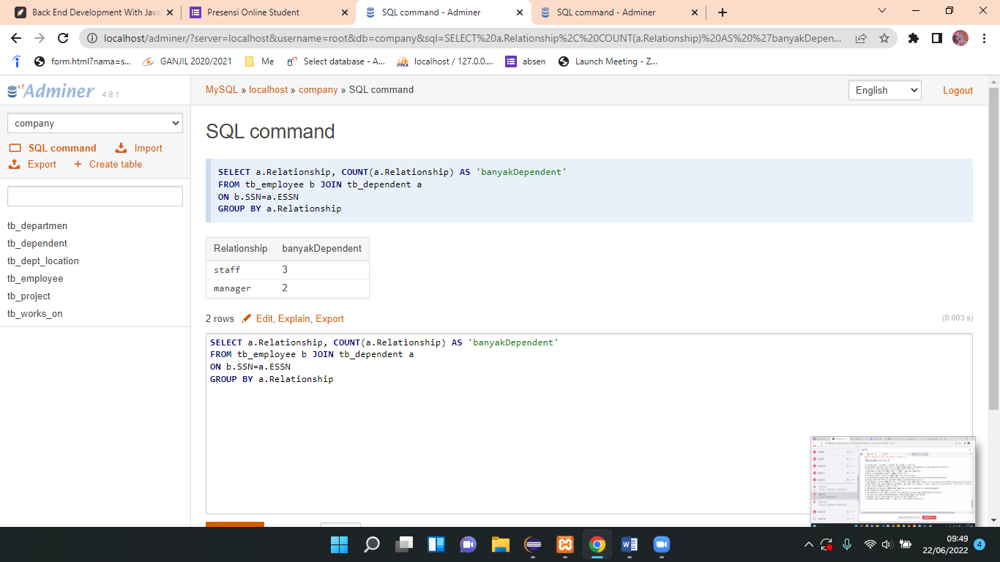 Back End Development With Java
Presensi Online Student
SQL command - Adminer
SQL command - Adminer
localhost/adminer/?server=localhost&username=root&db=company&sql=SELECT%20a.Relationship%2C%20COUNT(a.Relationship)%20AS%20%27banyakDepen...
form.html?nama=s...
GANJIL 2020/2021
Me
Select database - A...
localhost / 127.0.0....
absen
Launch Meeting - Z...
Adminer 4.8.1
MySQL » localhost » company » SQL command
English
Logout
company
SQL command
Import
Export
Create table
tb_departmen
tb_dependent
tb_dept_location
tb_employee
tb_project
tb_works_on
SQL command
SELECT a.Relationship, COUNT(a.Relationship) AS 'banyakDependent'
FROM tb_employee b JOIN tb_dependent a
ON b.SSN=a.ESSN
GROUP BY a.Relationship
Relationship banyakDependent
staff 3
manager 2
2 rows Edit, Explain, Export
(0.003 s)
SELECT a.Relationship, COUNT(a.Relationship) AS 'banyakDependent'
FROM tb_employee b JOIN tb_dependent a
ON b.SSN=a.ESSN
GROUP BY a.Relationship
09:49
22/06/2022
4